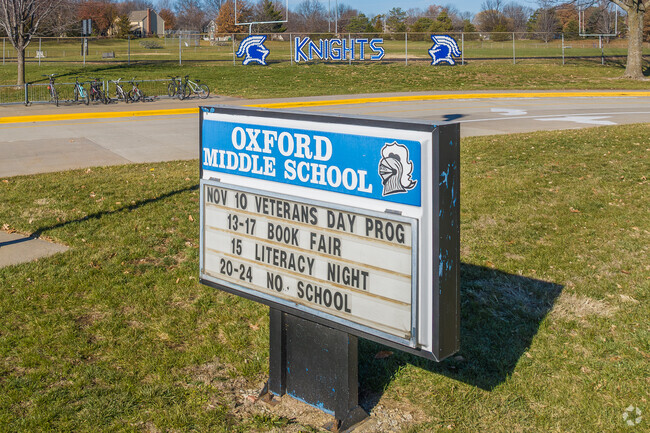 KNIGHTS
OXFORD
MIDDLE SCHOOL
NOV 10 VETERANS DAY PROG
13-17 BOOK FAIR
15 LITERACY NIGHT
20-24 NO SCHOOL